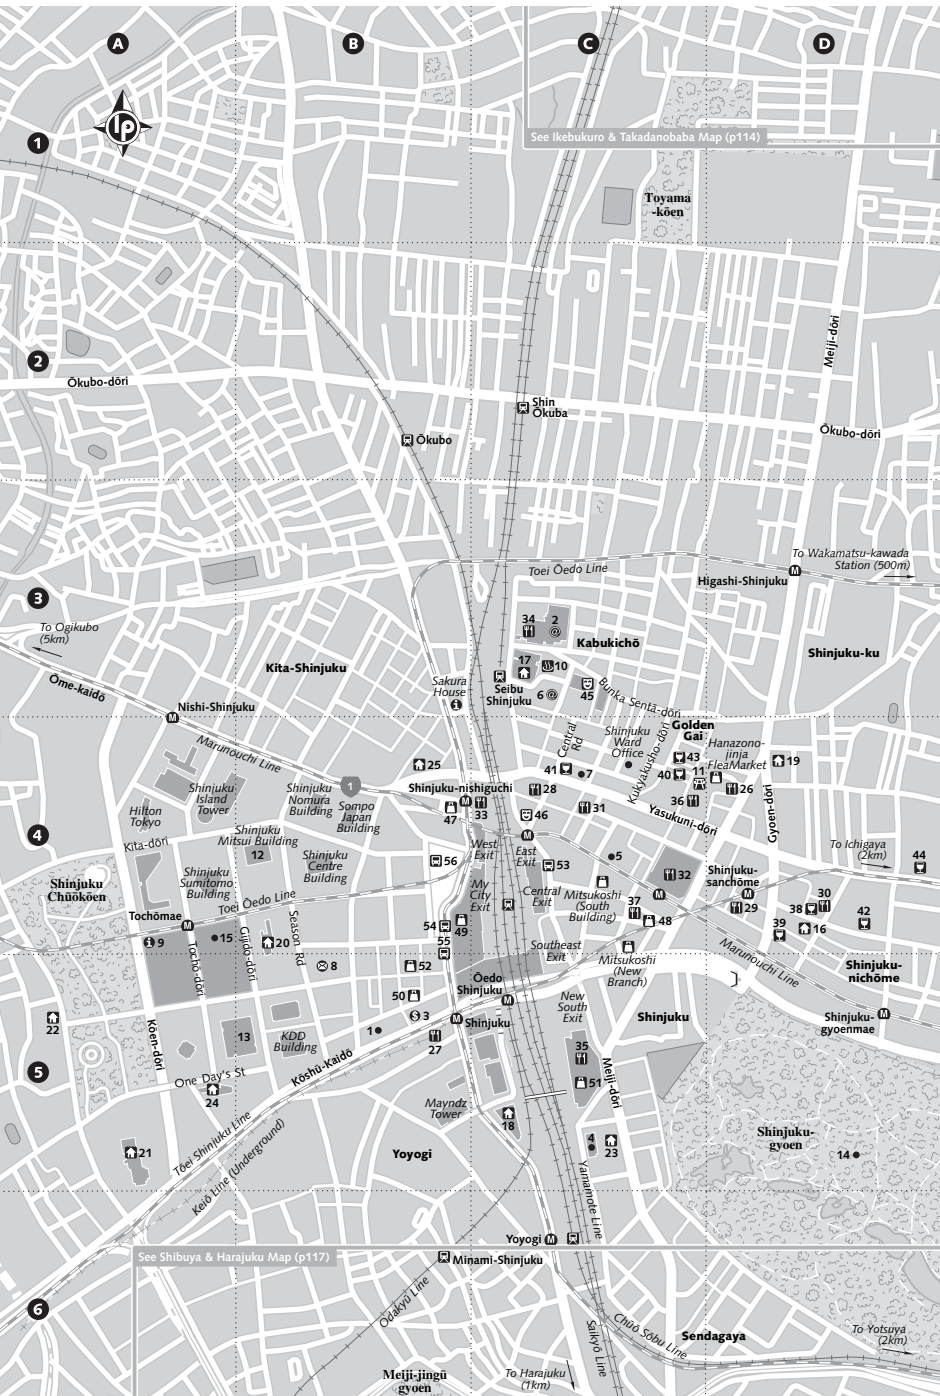 A
B
C
D
lp
1
See Ikebukuro & Takadanobaba Map (p114)
Toyama
-kōen
Meiji-dōri
2
Ōkubo-dōri
Shin
Ōkuba
Ōkubo-dōri
Ōkubo
To Wakamatsu-kawada
Station (500m)
Toei Ōedo Line
Higashi-Shinjuku
M
3
To Ogikubo
(5km)
34
2
@
Kabukichō
Shinjuku-ku
Kita-Shinjuku
17
10
Ōme-kaidō
Sakura
House
Seibu
Shinjuku
6
@
45
Bunka Sentā-dōri
Nishi-Shinjuku
M
Golden
Gai
Central
Rd
Shinjuku
Ward
Office
Kukyakusho-dōri
Hanazono-
jinja
FleaMarket
Marunouchi Line
25
43
19
41
7
40
11
Shinjuku
Island
Tower
Shinjuku
Nomura
Building
1
Sompo
Japan
Building
Shinjuku-nishiguchi
M
28
26
Hilton
Tokyo
47
33
31
36
Yasukuni-dōri
Gyoen-dōri
46
4
Kita-dōri
Shinjuku
Mitsui Building
12
M
West
Exit
East
Exit
To Ichigaya
(2km)
44
Shinjuku
Chūōkōen
Shinjuku
Sumitomo
Building
Shinjuku
Centre
Building
56
53
5
32
Shinjuku-
sanchōme
My
City
Exit
Central
Exit
Mitsukoshi
(South
Building)
M
M
Toei Ōedo Line
37
29
30
38
42
Tochōmae
M
54
49
48
39
16
9
15
Tochō-dōri
Gijido-dōri
20
Season Rd
55
Southeast
Exit
Mitsukoshi
(New
Branch)
Marunouchi Line
8
52
Shinjuku-
nichōme
Ōedo
Shinjuku
M
50
New
South
Exit
Shinjuku
Shinjuku-
gyoenmae
M
22
Kōen-dōri
13
KDD
Building
1
3
$
M
Shinjuku
27
35
5
Kōshū-Kaidō
One Day's St
24
51
Meiji-dōri
Mayndz
Tower
18
Tōei Shinjuku Line
Keiō Line (Underground)
21
Yoyogi
4
23
Shinjuku-
gyoen
14
Yamamote Line
Yoyogi
M
See Shibuya & Harajuku Map (p117)
Minami-Shinjuku
6
Odakyū Line
Saikyō Line
Chūō Sōbu Line
Sendagaya
To Yotsuya
(2km)
Meiji-jingū
gyoen
To Harajuku
(1km)